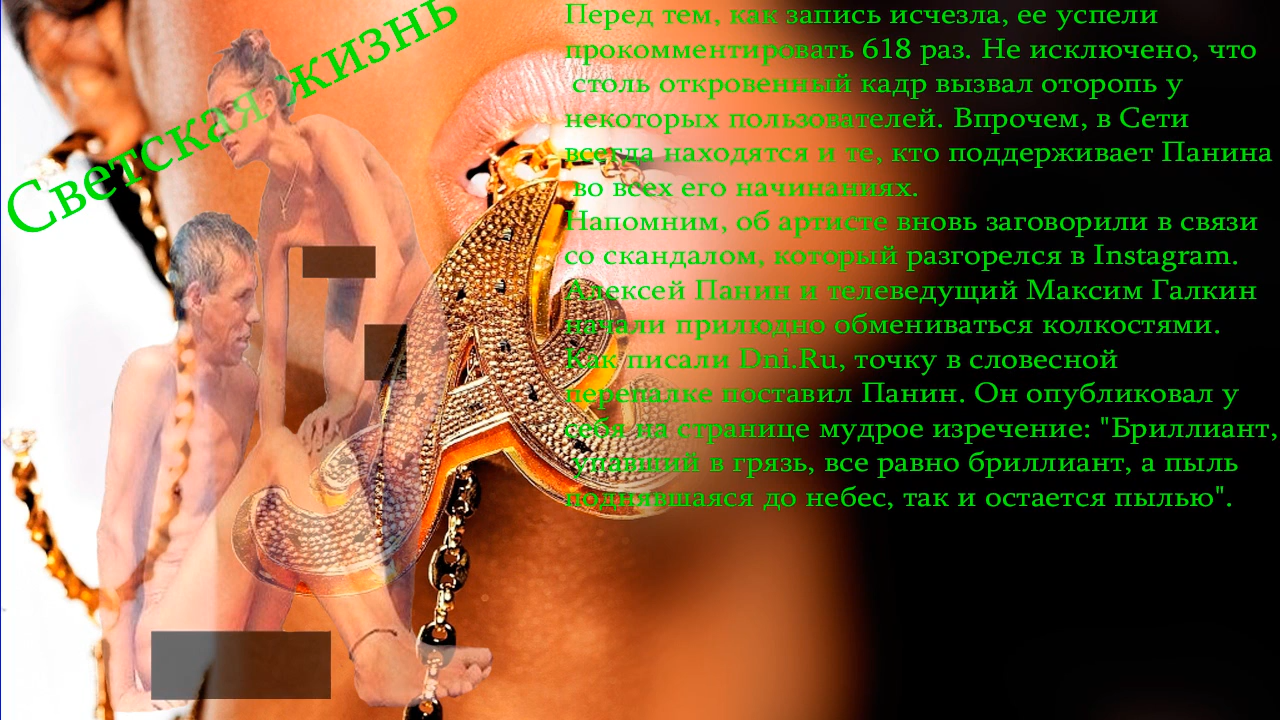 Светская жизнь
Перед тем, как запись исчезла, ее успели
прокомментировать 618 раз. Не исключено, что
столь откровенный кадр вызвал оторопь у
некоторых пользователей. Впрочем, в Сети
всегда находятся и те, кто поддерживает Панина
во всех его начинаниях.
Напомним, об артисте вновь заговорили в связи
со скандалом, который разгорелся в Instagram.
Алексей Панин и телеведущий Максим Галкин
начали прилюдно обмениваться колкостями.
Как писали Dni.Ru, точку в словесной
перепалке поставил Панин. Он опубликовал у
себя на странице мудрое изречение: "Бриллиант,
упавший в грязь, все равно бриллиант, а пыль
поднявшаяся до небес, так и остается пылью".